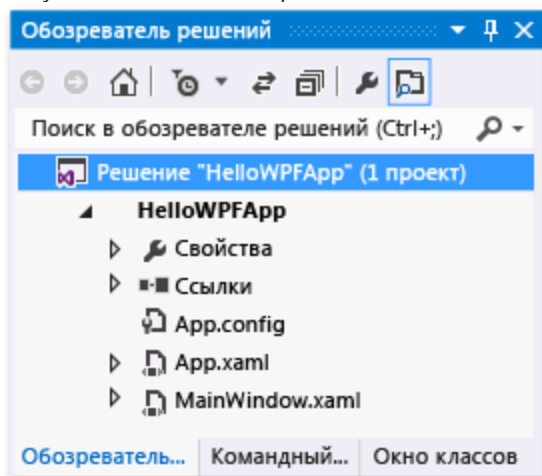 Обозреватель решений
Поиск в обозревателе решений (Ctrl+;)
Решение "HelloWPFApp" (1 проект)
HelloWPFApp
Свойства
Ссылки
App.config
App.xaml
MainWindow.xaml
Обозреватель... Командный... Окно классов